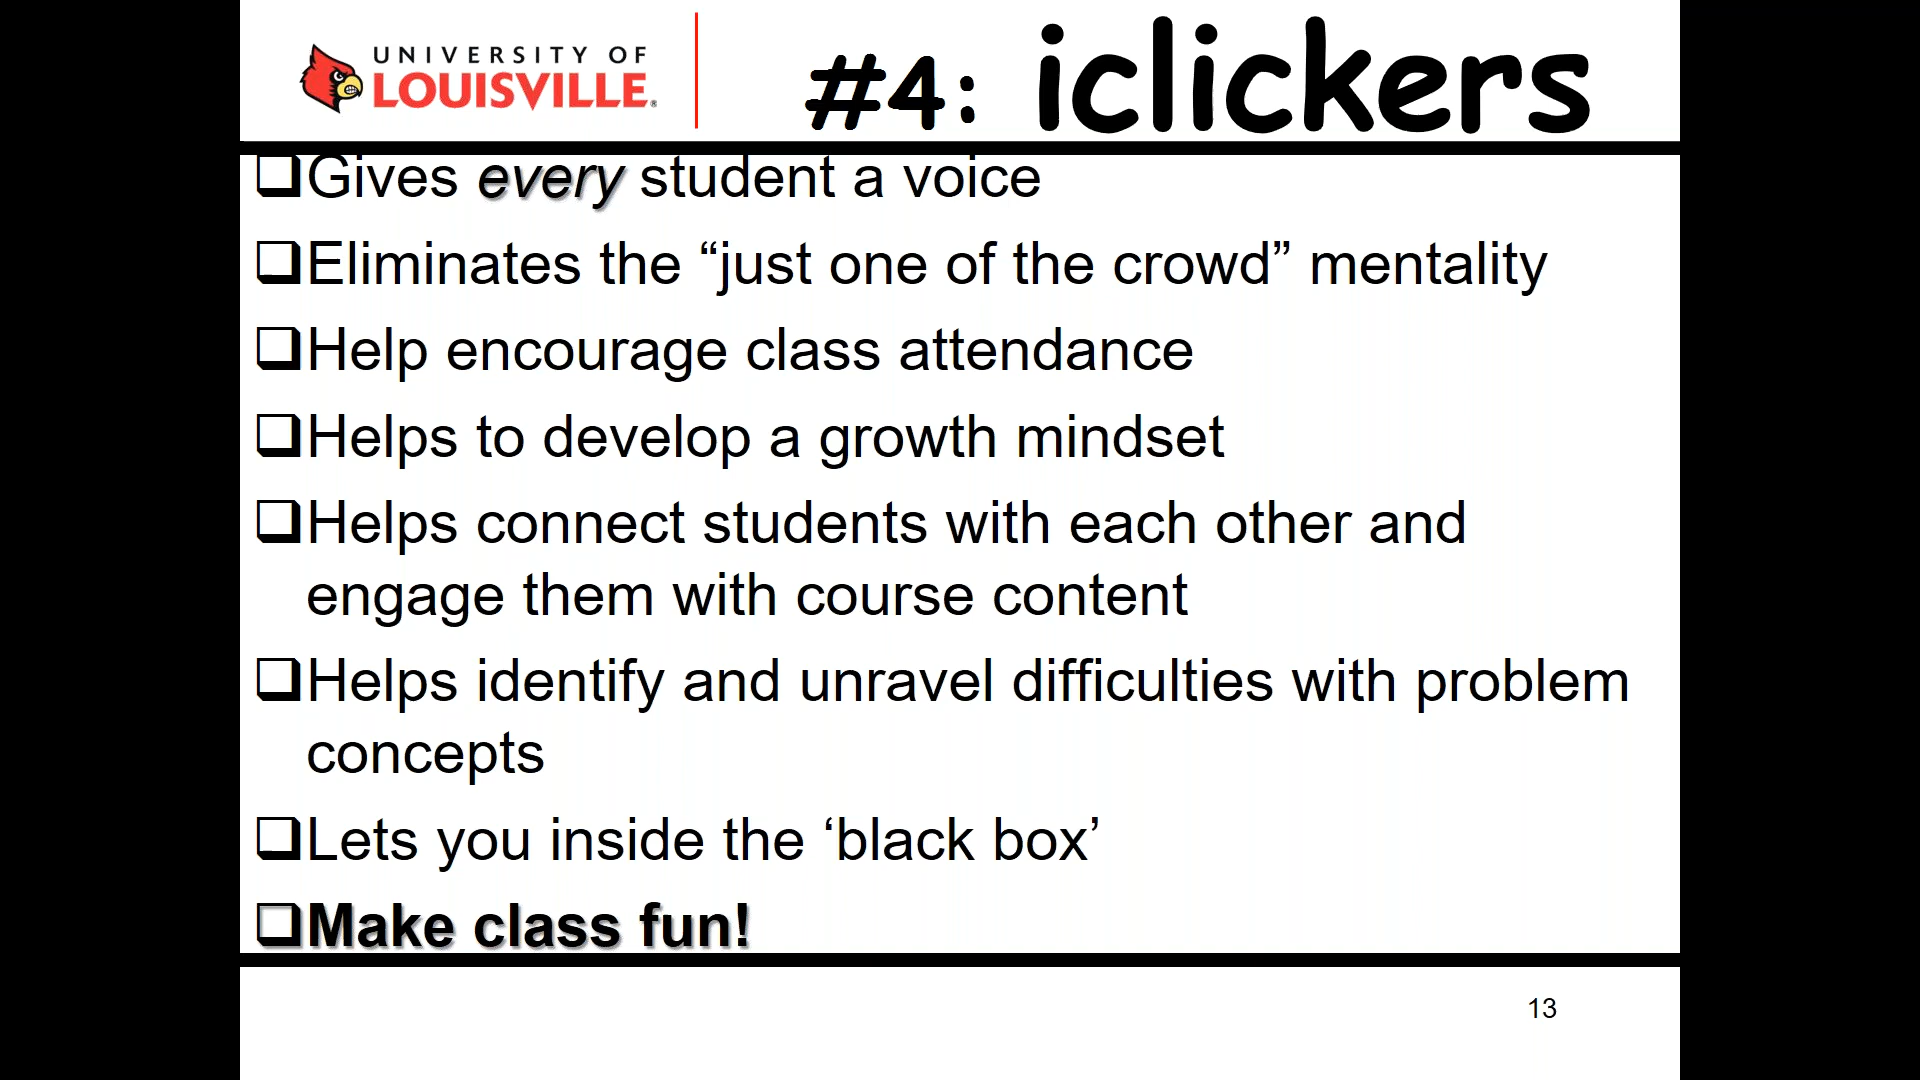 UNIVERSITY OF
LOUISVILLE®
#4: iclickers
❑Gives every student a voice
❑Eliminates the “just one of the crowd” mentality
❑Help encourage class attendance
❑Helps to develop a growth mindset
❑Helps connect students with each other and
engage them with course content
❑Helps identify and unravel difficulties with problem
concepts
❑Lets you inside the ‘black box’
❑Make class fun!
13